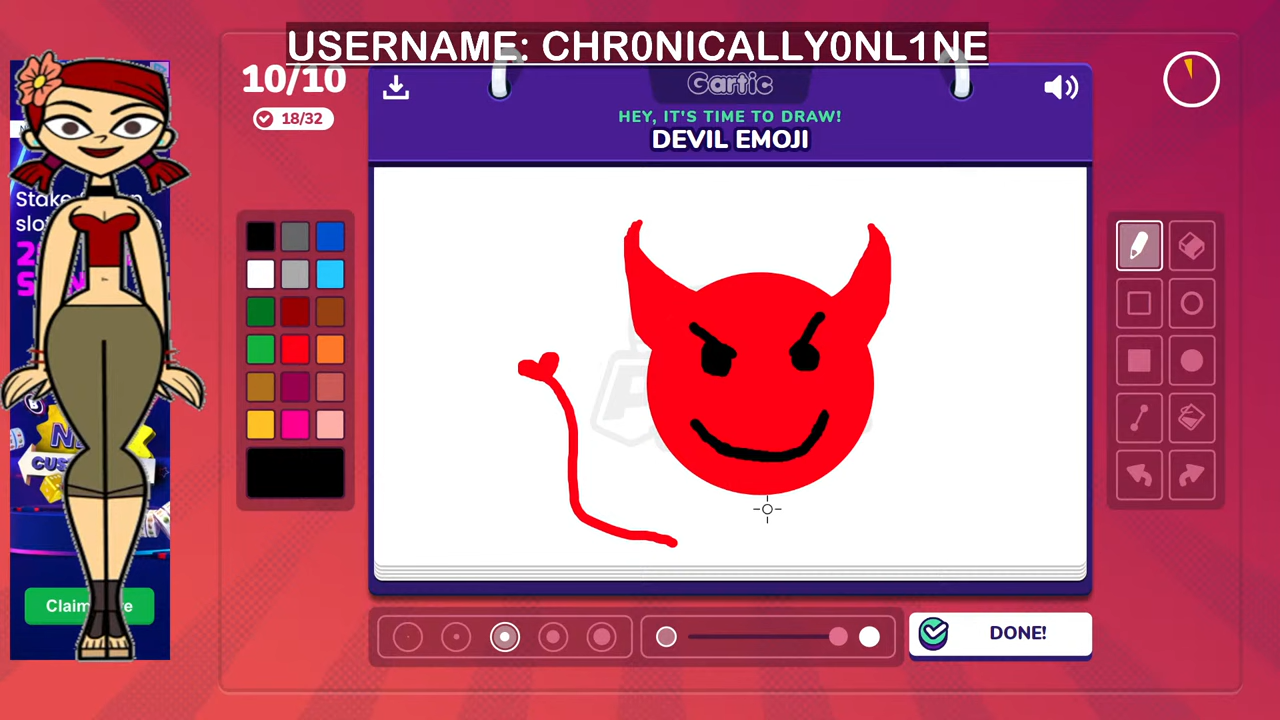 USERNAME: CHR0NICALLY0NL1NE
10/10
18/32
Gartic
HEY, IT'S TIME TO DRAW!
DEVIL EMOJI
DONE!